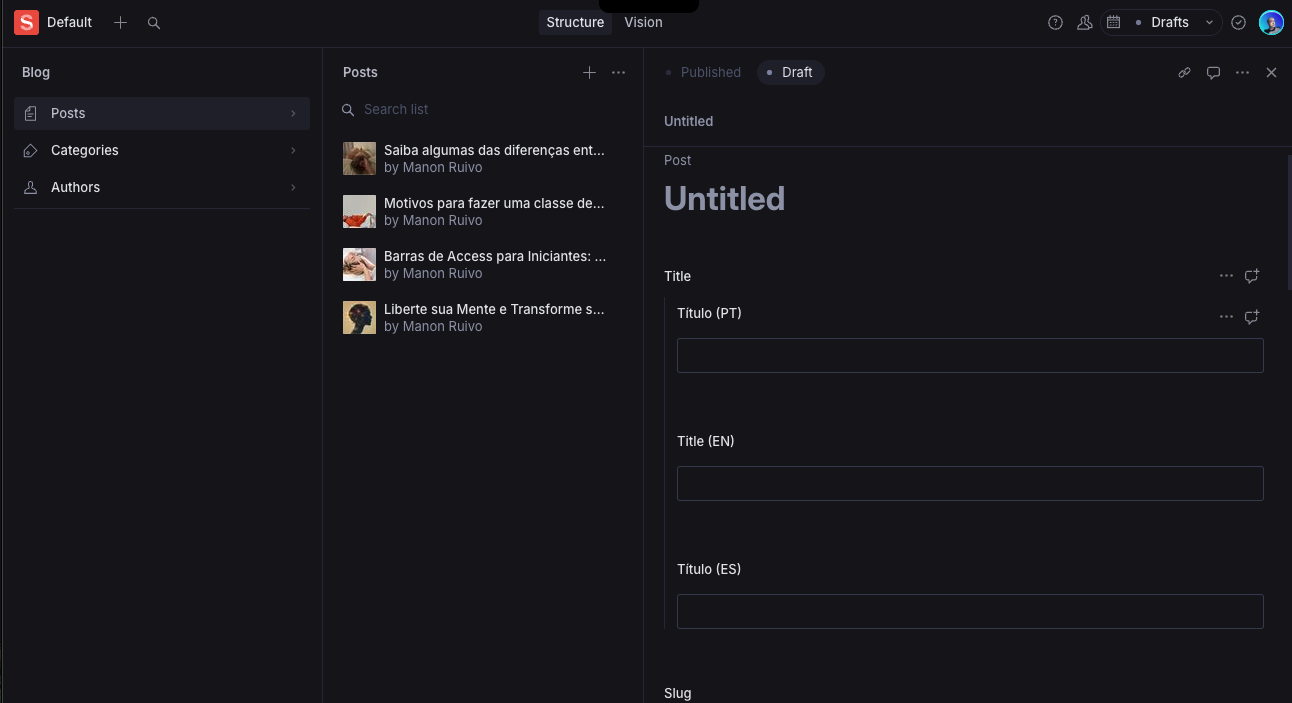 S Default
Structure Vision
Drafts
Blog
Posts
Categories
Authors
Posts
Search list
Saiba algumas das diferenças ent...
by Manon Ruivo
Motivos para fazer uma classe de...
by Manon Ruivo
Barras de Access para Iniciantes: ...
by Manon Ruivo
Liberte sua Mente e Transforme s...
by Manon Ruivo
Published Draft
Untitled
Post
Untitled
Title
Título (PT)
Title (EN)
Título (ES)
Slug